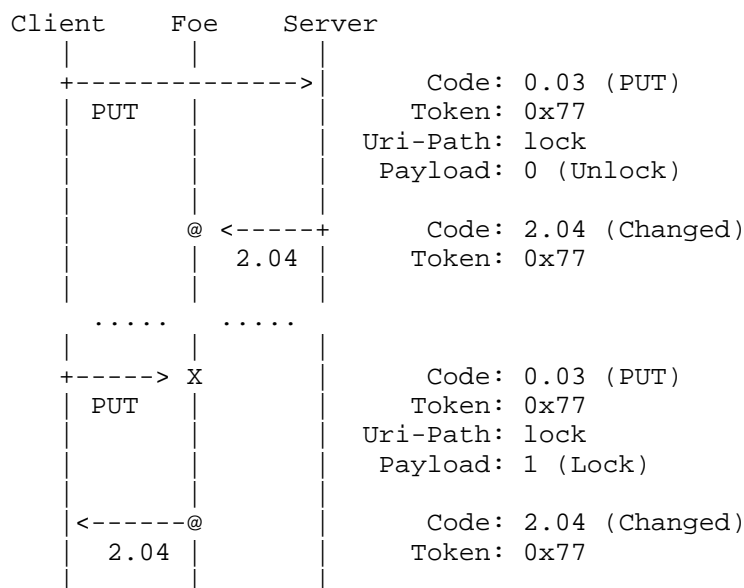 Client Foe Server
| | |
+-------------->| Code: 0.03 (PUT)
| PUT | | Token: 0x77
| | | Uri-Path: lock
| | | Payload: 0 (Unlock)
| | |
| @ <-----+ Code: 2.04 (Changed)
| | 2.04 | Token: 0x77
| | |
..... .....
| | |
+-----> X | Code: 0.03 (PUT)
| PUT | | Token: 0x77
| | | Uri-Path: lock
| | | Payload: 1 (Lock)
| | |
|<------@ | Code: 2.04 (Changed)
| 2.04 | | Token: 0x77
| | |